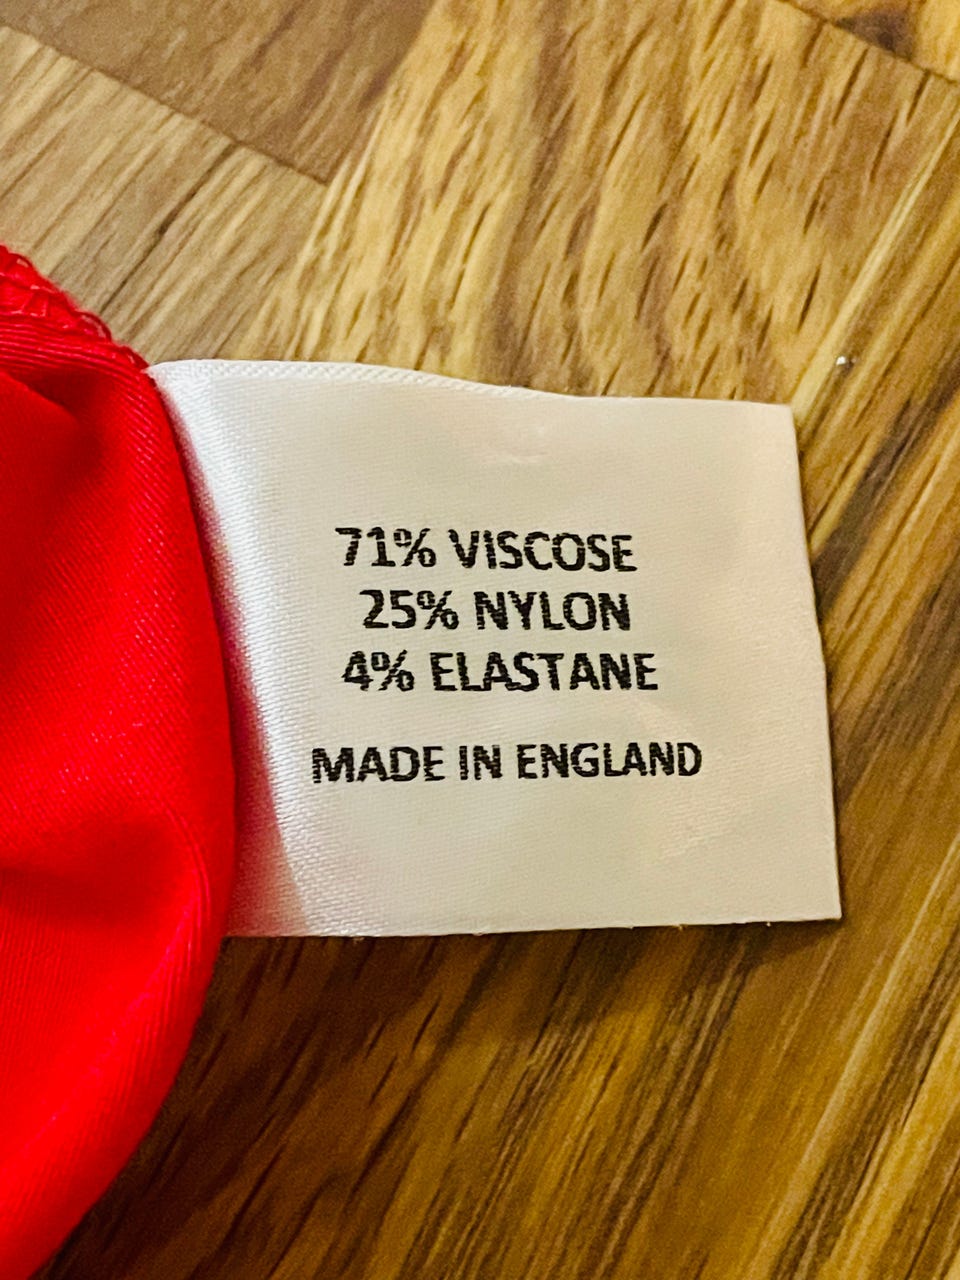 71% VISCOSE
25% NYLON
4% ELASTANE
MADE IN ENGLAND